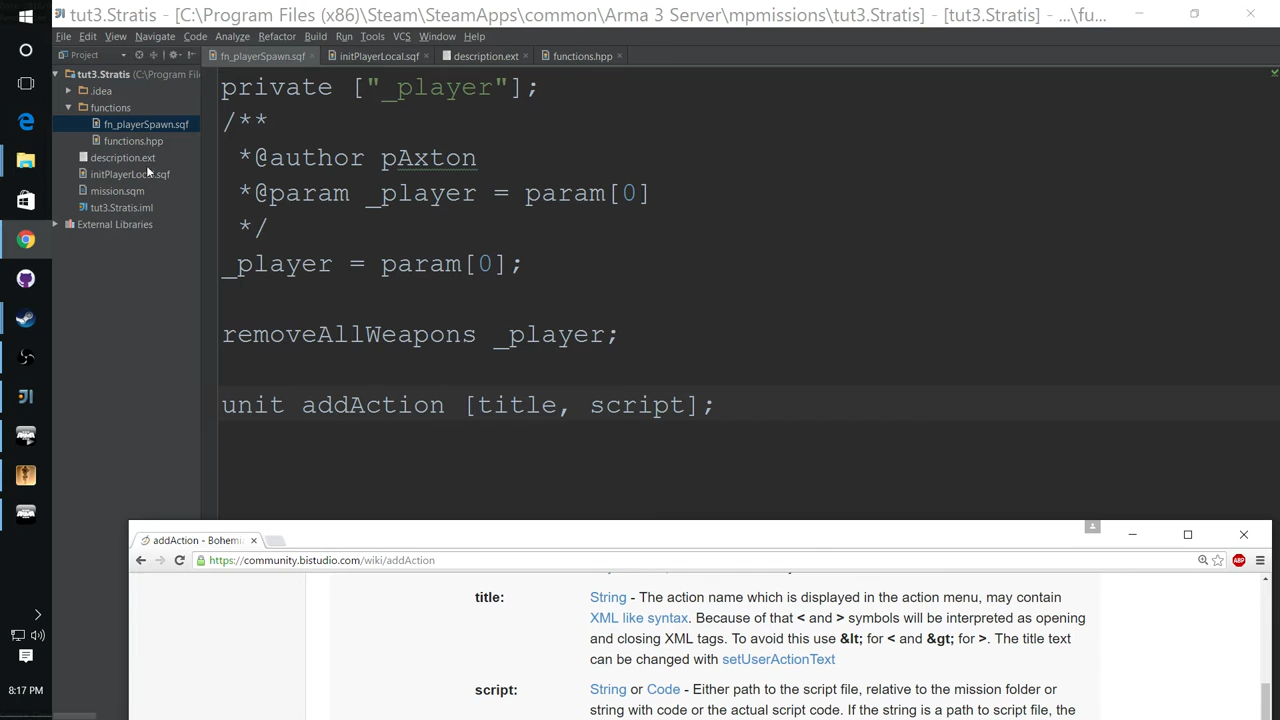 tut3.Stratis - [C:\Program Files (x86)\Steam\SteamApps\common\Arma 3 Server\mpmissions\tut3.Stratis] - [tut3.Stratis] - ...\fu...
File Edit View Navigate Code Analyze Refactor Build Run Tools VCS Window Help
Project
fn_playerSpawn.sqf
initPlayerLocal.sqf
description.ext
functions.hpp
tut3.Stratis (C:\Program Fil
.idea
functions
fn_playerSpawn.sqf
functions.hpp
description.ext
mission.sqm
tut3.Stratis.iml
External Libraries
private ["_player"];
/**
*@author pAxton
*@param _player = param[0]
*/
_player = param[0];
removeAllWeapons _player;
unit addAction [title, script];
addAction - Bohemi
https://community.bistudio.com/wiki/addAction
ABP
title: String - The action name which is displayed in the action menu, may contain
XML like syntax. Because of that < and > symbols will be interpreted as opening
and closing XML tags. To avoid this use &lt; for < and &gt; for >. The title text
can be changed with setUserActionText
script: String or Code - Either path to the script file, relative to the mission folder or
string with code or the actual script code. If the string is a path to script file, the
8:17 PM